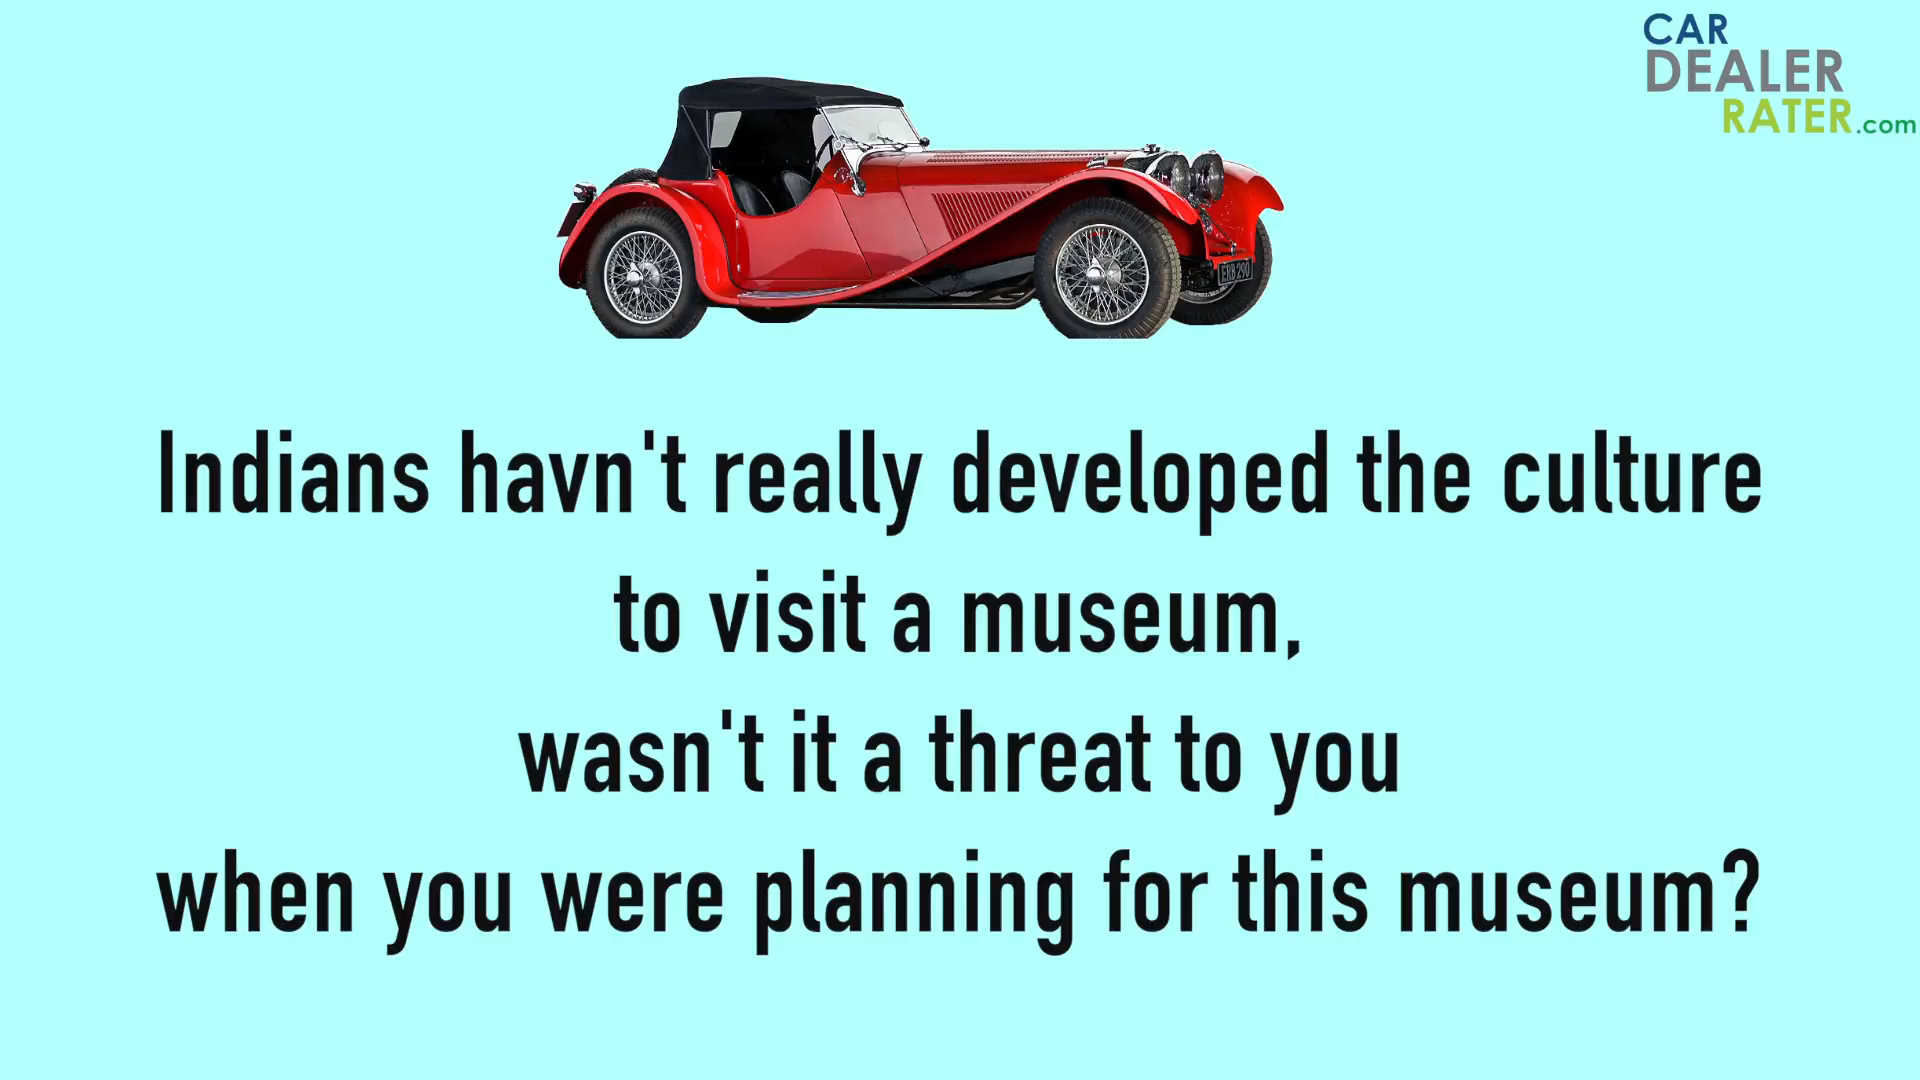 CAR
DEALER
RATER.com
ERB 290
Indians havn't really developed the culture
to visit a museum,
wasn't it a threat to you
when you were planning for this museum?